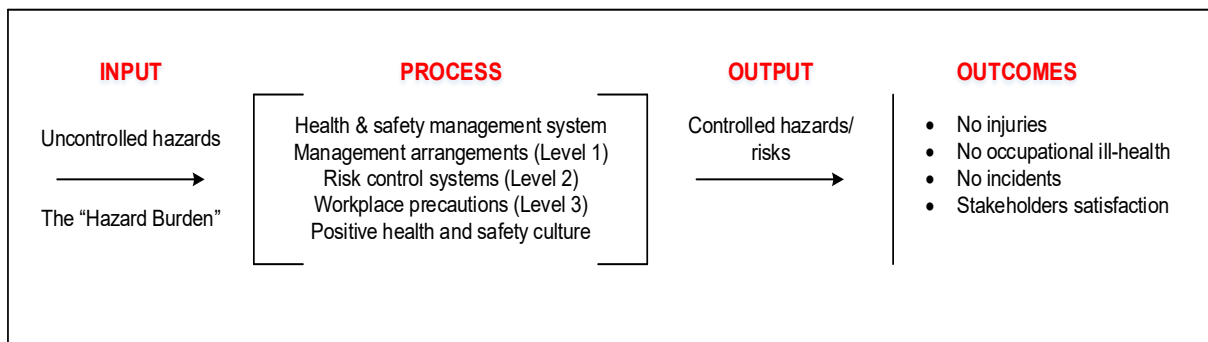 INPUT
Uncontrolled hazards
The “Hazard Burden”
PROCESS
Health & safety management system
Management arrangements (Level 1)
Risk control systems (Level 2)
Workplace precautions (Level 3)
Positive health and safety culture
OUTPUT
Controlled hazards/
risks
OUTCOMES
• No injuries
• No occupational ill-health
• No incidents
• Stakeholders satisfaction